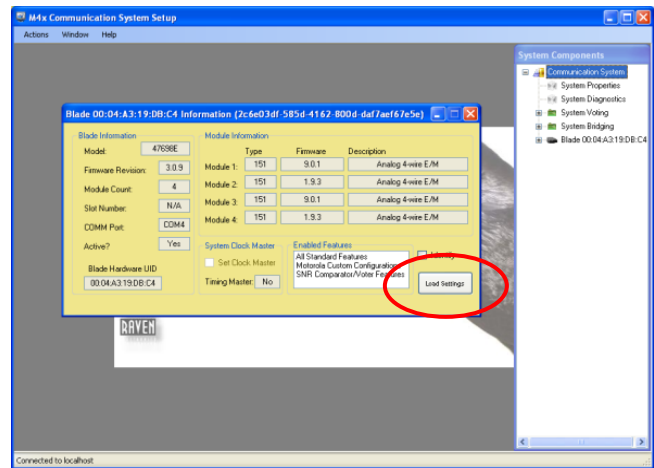 M4x Communication System Setup
Actions Window Help
System Components
Communication System
System Properties
System Diagnostics
System Voting
System Bridging
Blade 00:04:A3:19:DB:C4
Blade 00:04:A3:19:DB:C4 Information (2c6e03df-585d-4162-800d-daf7aef67e5e)
Blade Information
Model: 47698E
Firmware Revision: 3.0.9
Module Count: 4
Slot Number: N/A
COMM Port: COM4
Active? Yes
Blade Hardware UID
00:04:A3:19:DB:C4
Module Information
Type Firmware Description
Module 1: 151 9.0.1 Analog 4-wire E/M
Module 2: 151 1.9.3 Analog 4-wire E/M
Module 3: 151 9.0.1 Analog 4-wire E/M
Module 4: 151 1.9.3 Analog 4-wire E/M
System Clock Master
Set Clock Master
Timing Master: No
Enabled Features
All Standard Features
Motorola Custom Configuration
SNR Comparator/Voter Features
Identify
Load Settings
RAVEN
Connected to localhost